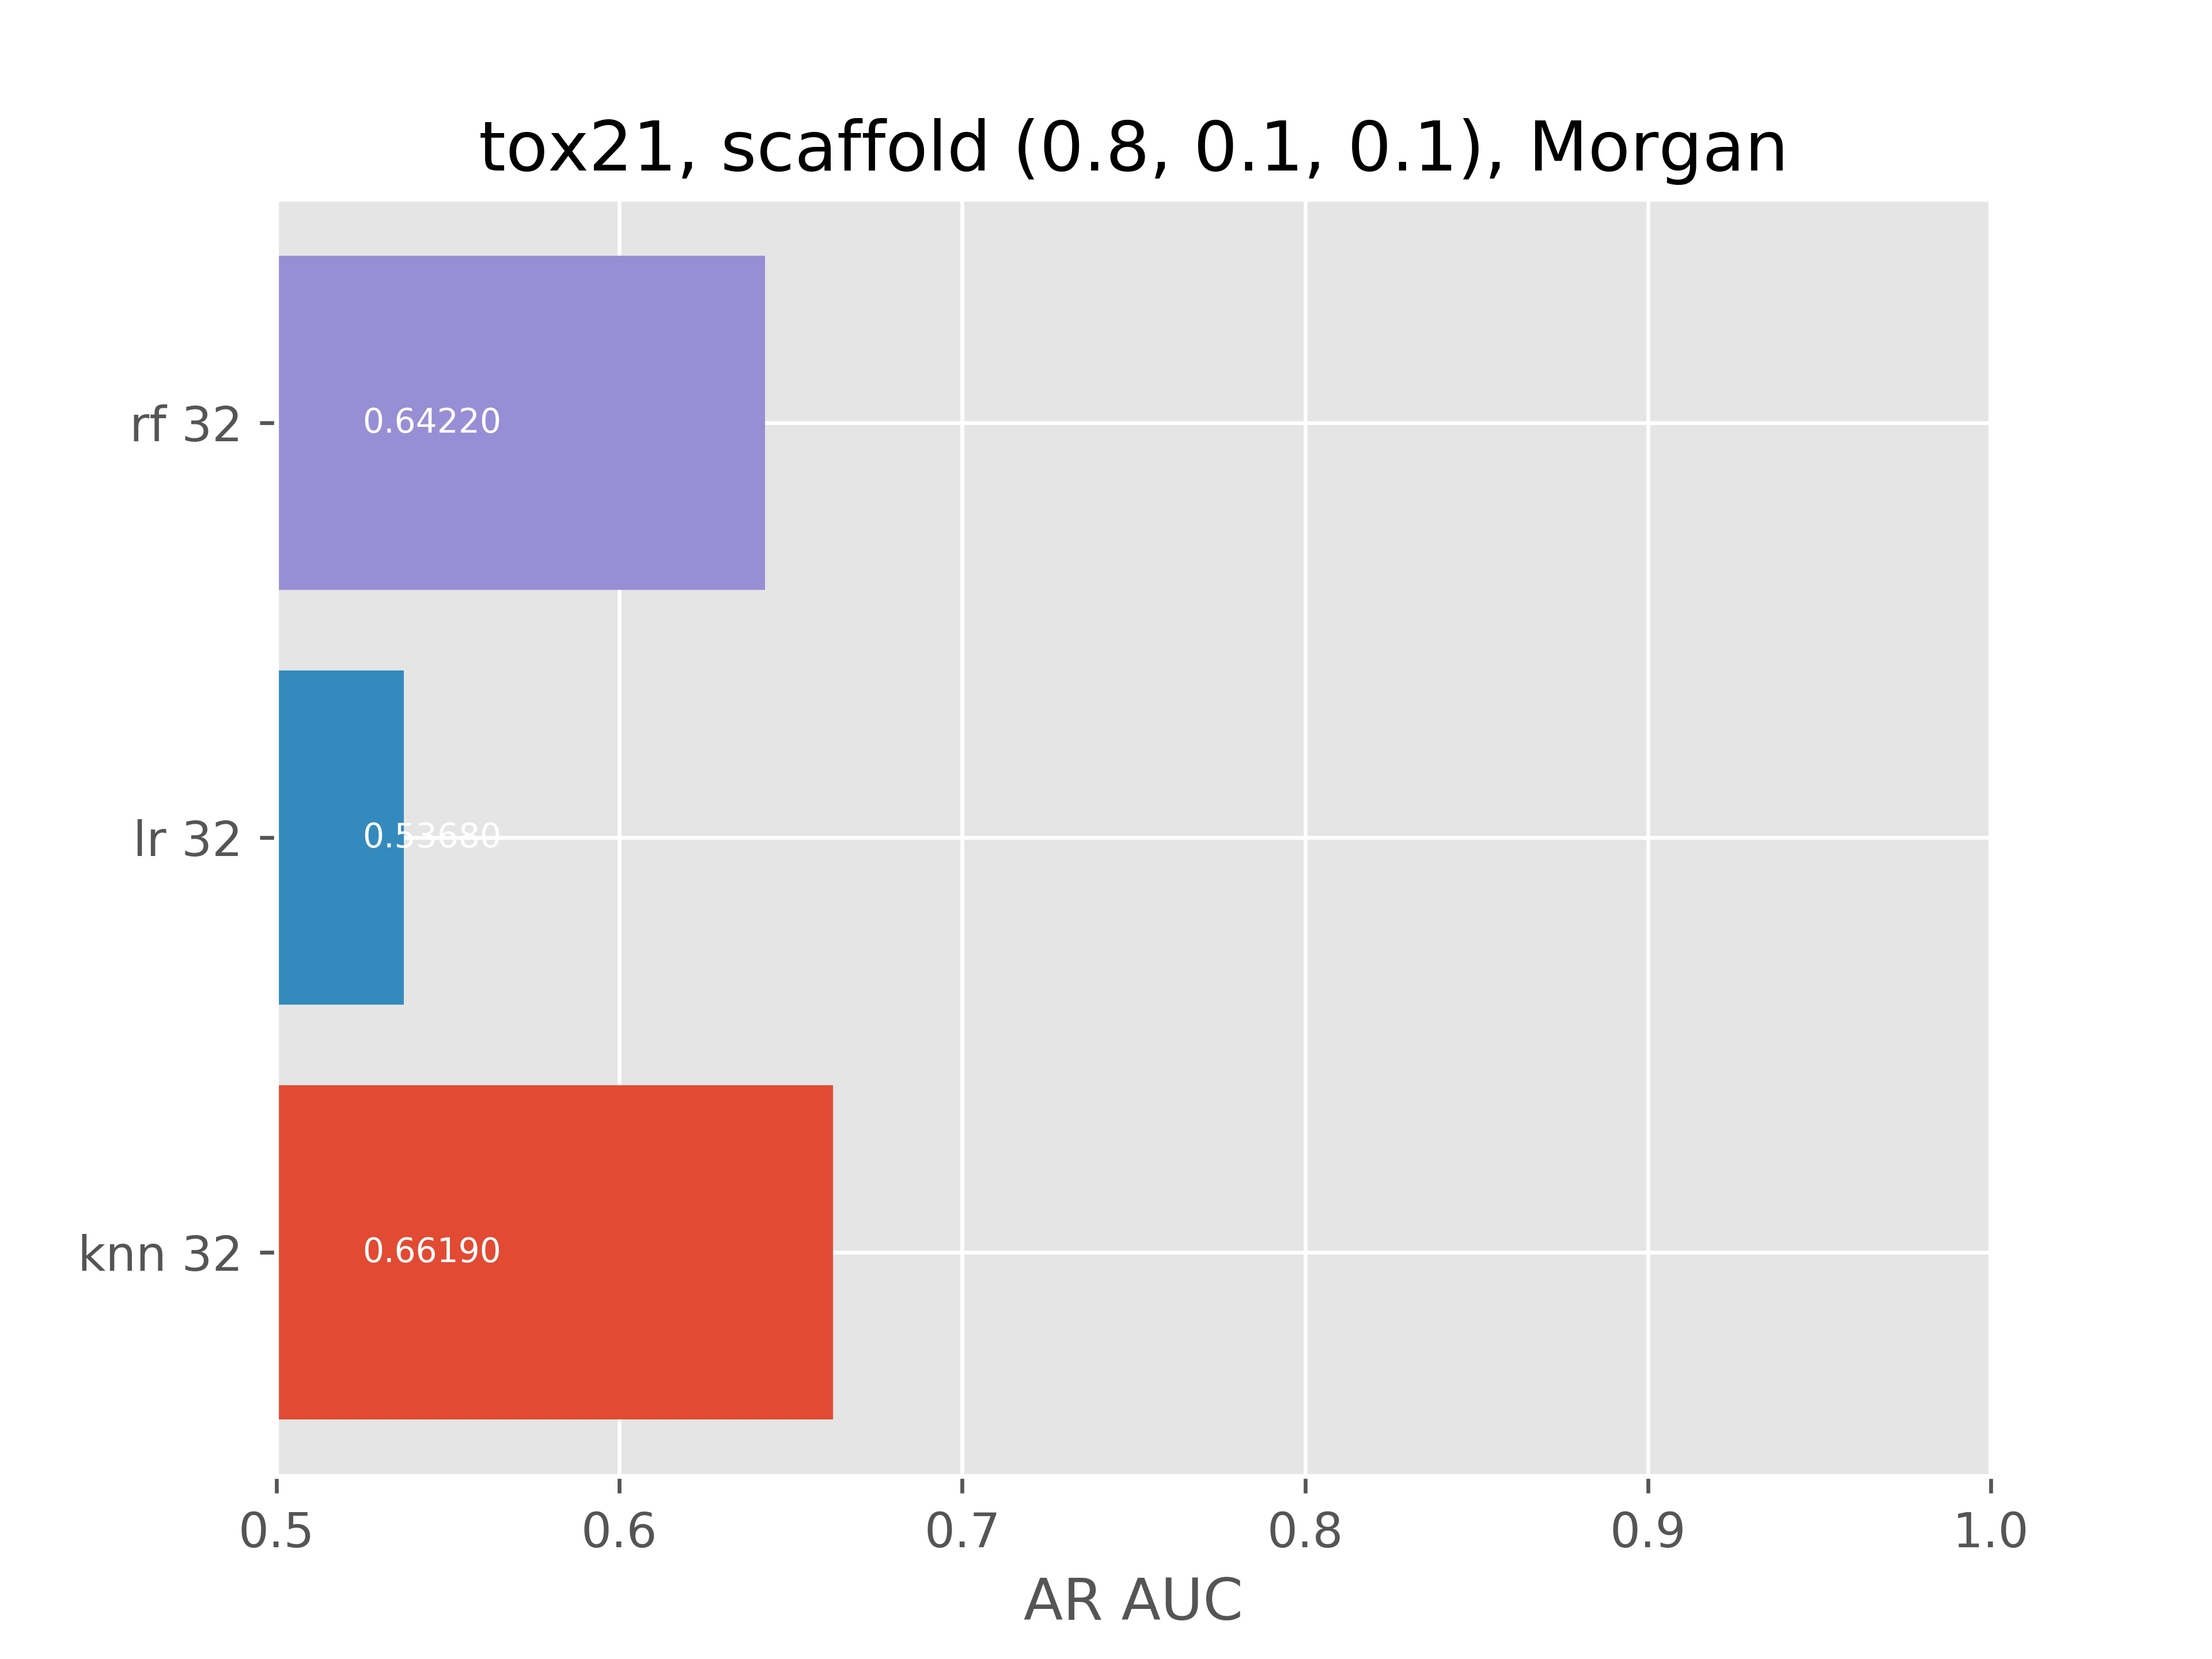 tox21, scaffold (0.8, 0.1, 0.1), Morgan
rf 32
0.64220
lr 32
0.53680
knn 32
0.66190
0.5 0.6 0.7 0.8 0.9 1.0
AR AUC